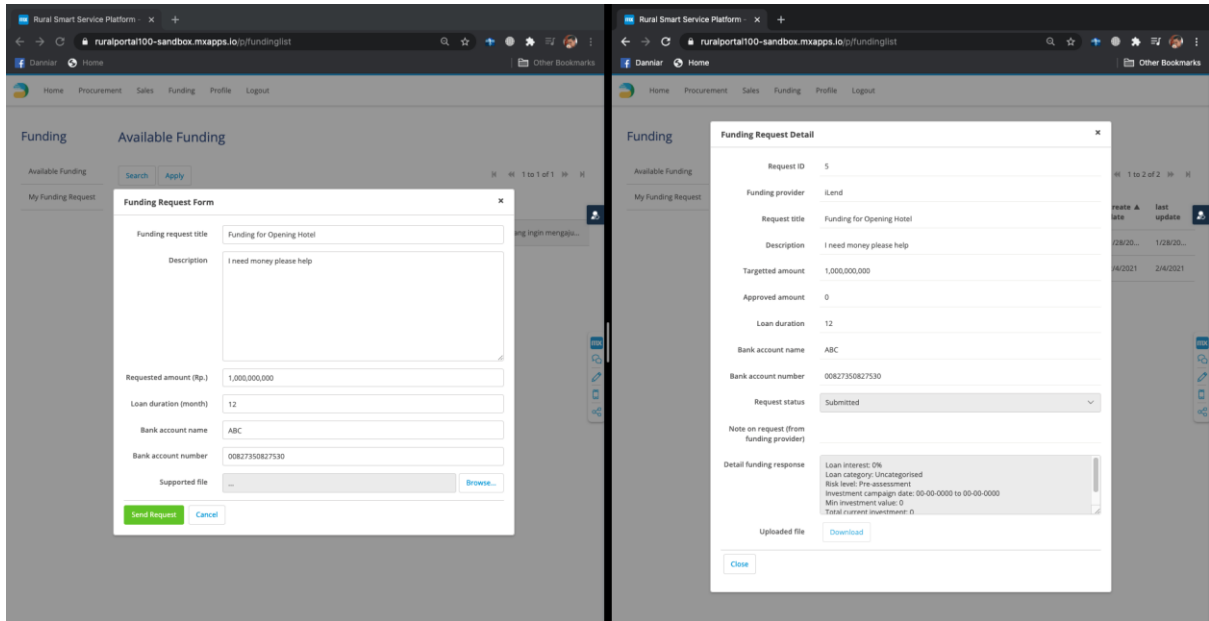 Rural Smart Service Platform -
ruralportal100-sandbox.mxapps.io/p/fundinglist
Danniar Home Other Bookmarks
Home Procurement Sales Funding Profile Logout
Funding
Available Funding
My Funding Request
Available Funding
Search Apply 1 to 1 of 1
ang ingin mengaju...
Funding Request Form
Funding request title Funding for Opening Hotel
Description I need money please help
Requested amount (Rp.) 1,000,000,000
Loan duration (month) 12
Bank account name ABC
Bank account number 00827350827530
Supported file ... Browse...
Send Request Cancel
mx
Rural Smart Service Platform -
ruralportal100-sandbox.mxapps.io/p/fundinglist
Danniar Home Other Bookmarks
Home Procurement Sales Funding Profile Logout
Funding
Available Funding
My Funding Request
1 to 2 of 2
reate last
ate update
/28/20... 1/28/20...
/4/2021 2/4/2021
Funding Request Detail
Request ID 5
Funding provider iLend
Request title Funding for Opening Hotel
Description I need money please help
Targetted amount 1,000,000,000
Approved amount 0
Loan duration 12
Bank account name ABC
Bank account number 00827350827530
Request status Submitted
Note on request (from
funding provider)
Detail funding response Loan interest: 0%
Loan category: Uncategorised
Risk level: Pre-assessment
Investment campaign date: 00-00-0000 to 00-00-0000
Min investment value: 0
Total current investment: 0
Uploaded file Download
Close
mx